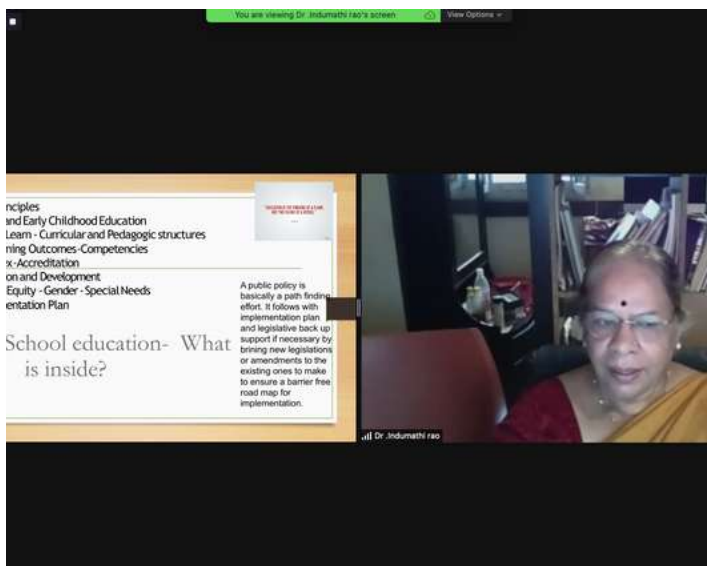 You are viewing Dr .Indumathi rao's screen
View Options
nciples
and Early Childhood Education
Learn - Curricular and Pedagogic structures
ning Outcomes-Competencies
x-Accreditation
on and Development
Equity - Gender - Special Needs
entation Plan
School education- What
is inside?
A public policy is
basically a path finding
effort. It follows with
implementation plan
and legislative back up
support if necessary by
brining new legislations
or amendments to the
existing ones to make
to ensure a barrier free
road map for
implementation.
Dr .Indumathi rao